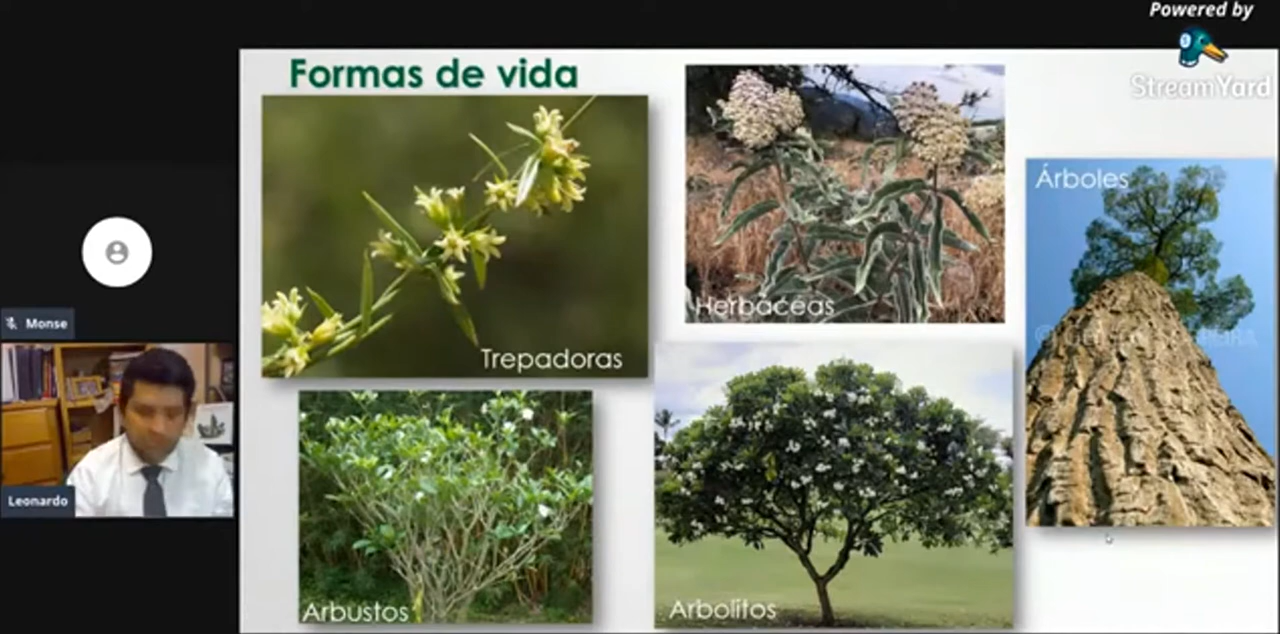 Powered by
StreamYard
Formas de vida
Trepadoras
Herbáceas
Árboles
Arbustos
Arbolitos
Monse
Leonardo